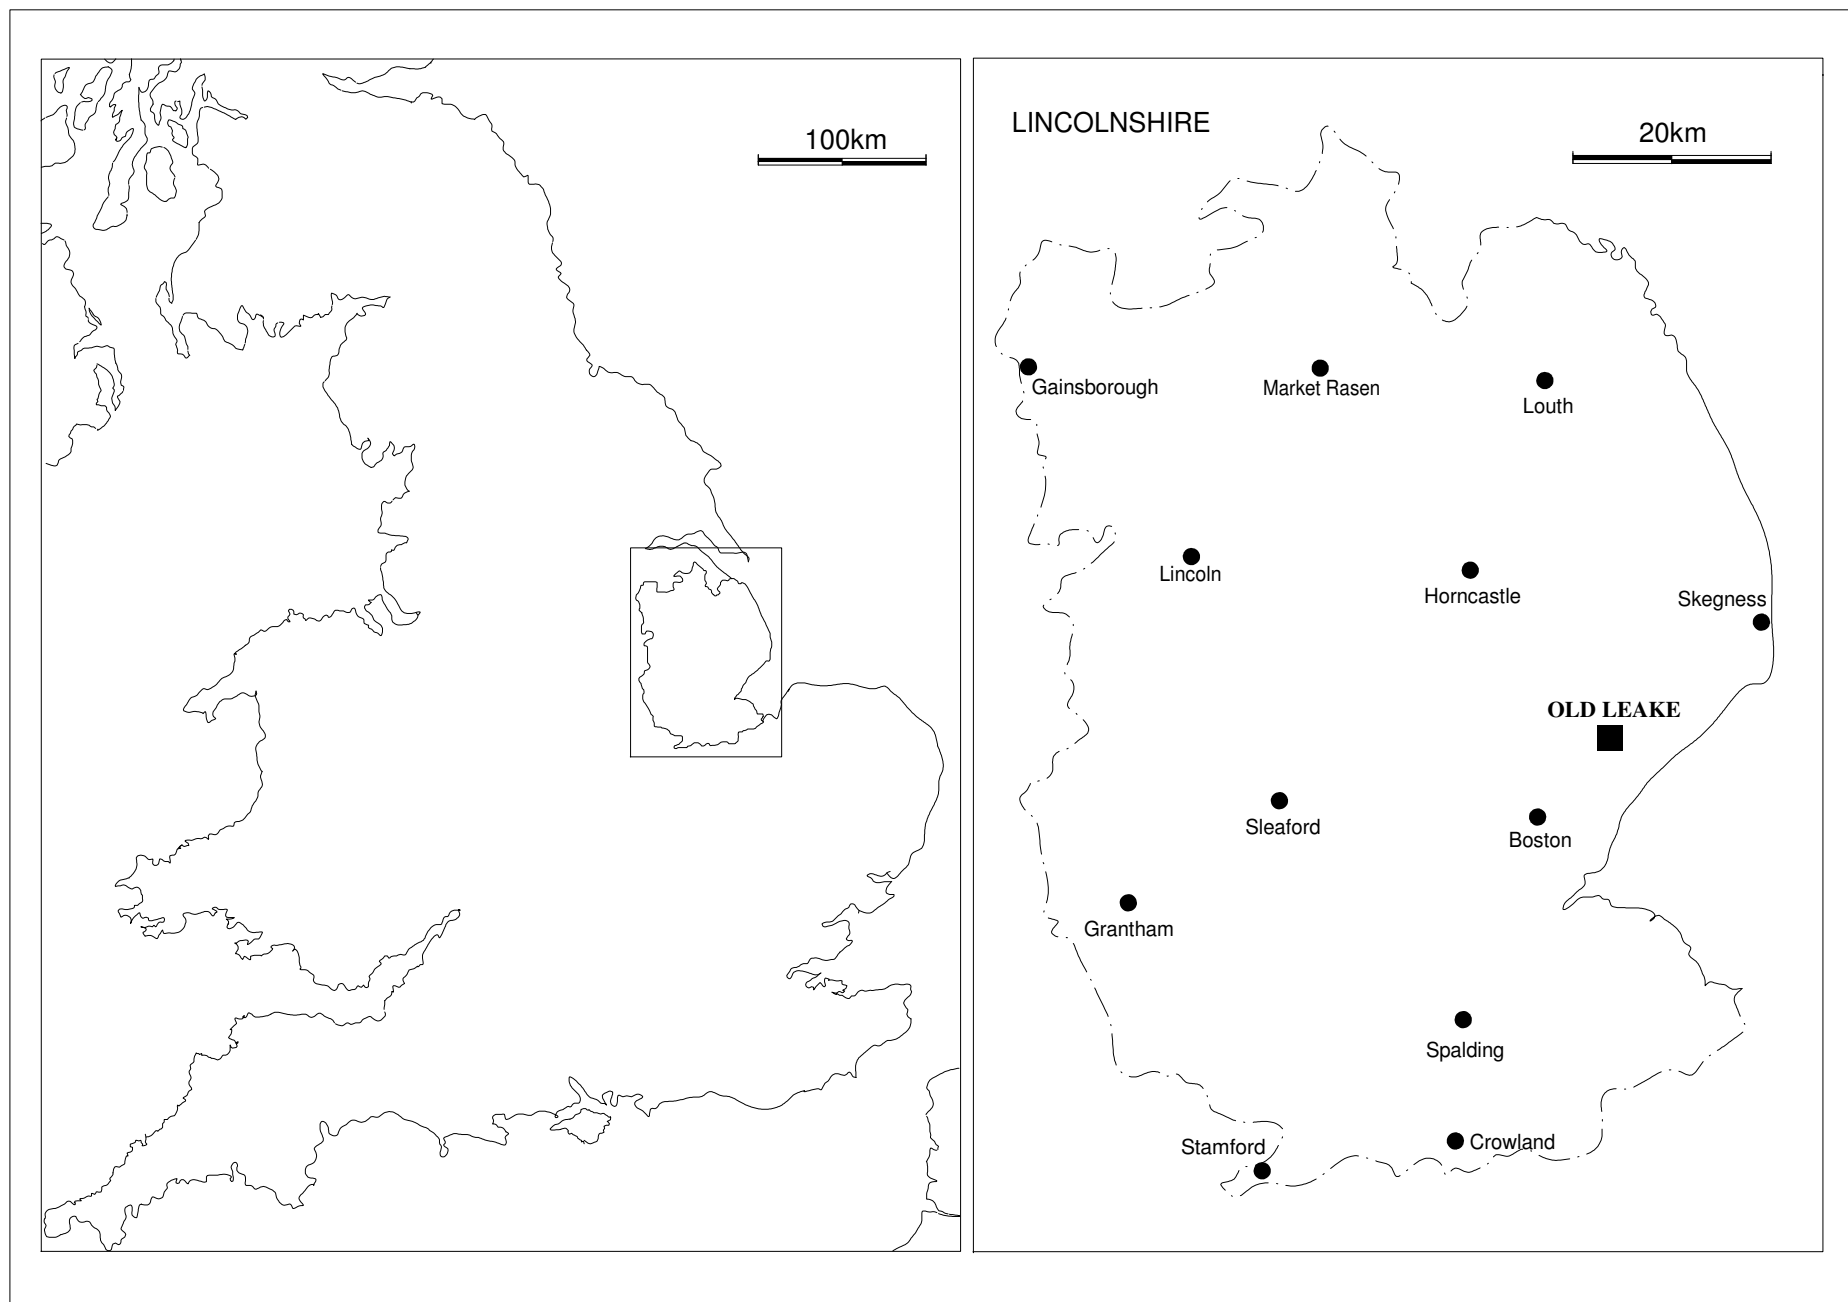 100km
LINCOLNSHIRE
20km
Gainsborough
Market Rasen
Louth
Lincoln
Horncastle
Skegness
OLD LEAKE
Sleaford
Boston
Grantham
Spalding
Stamford
Crowland